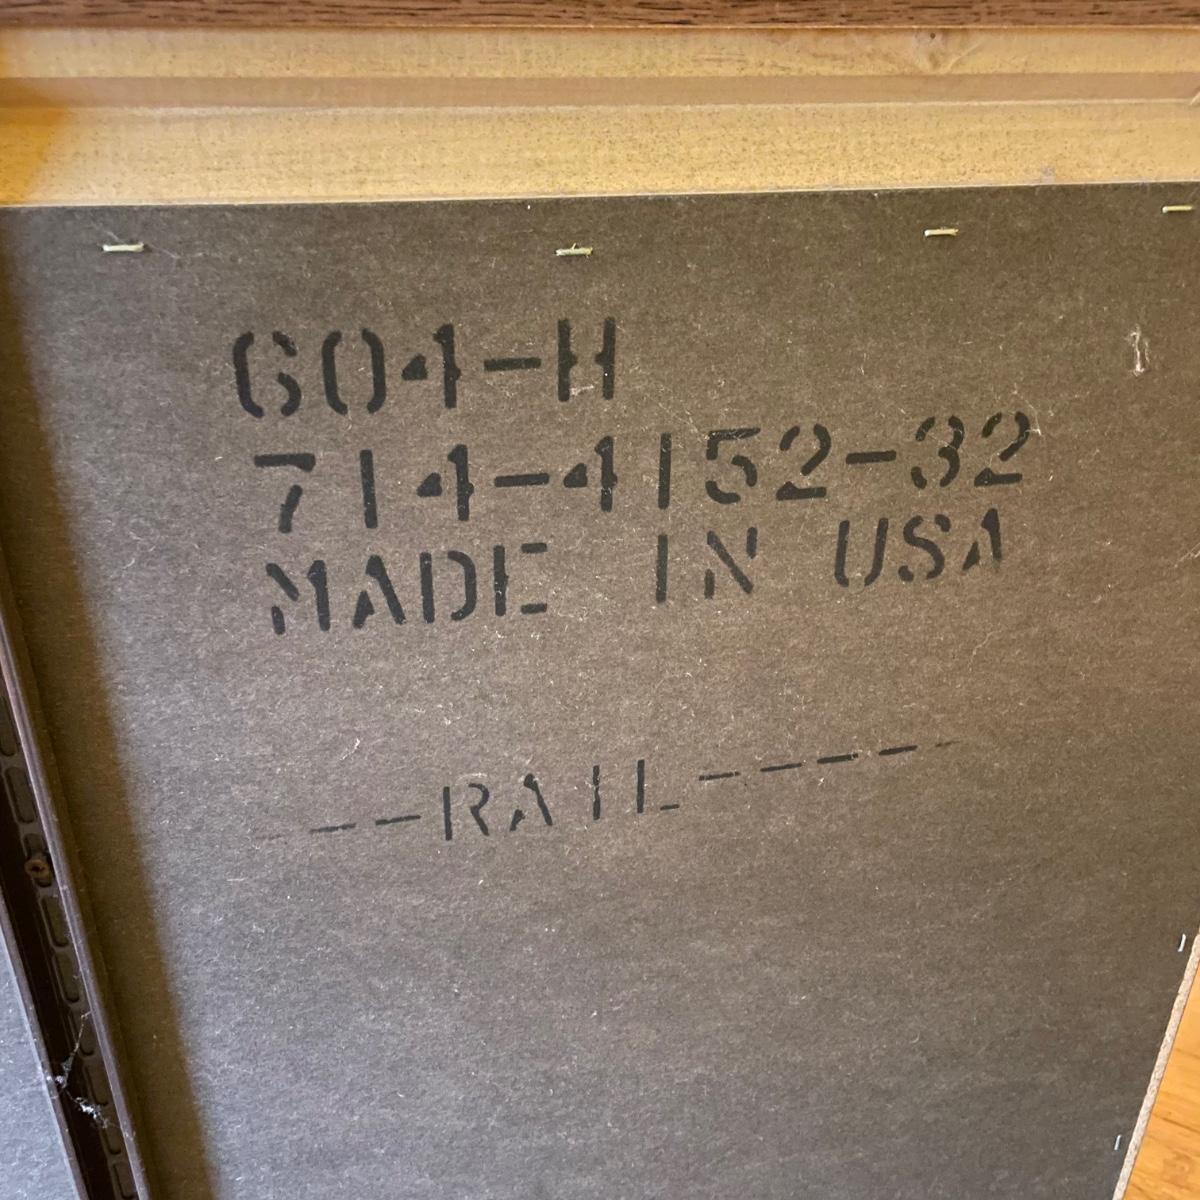 604-H
714-4152-32
MADE IN USA
---RAIL-----